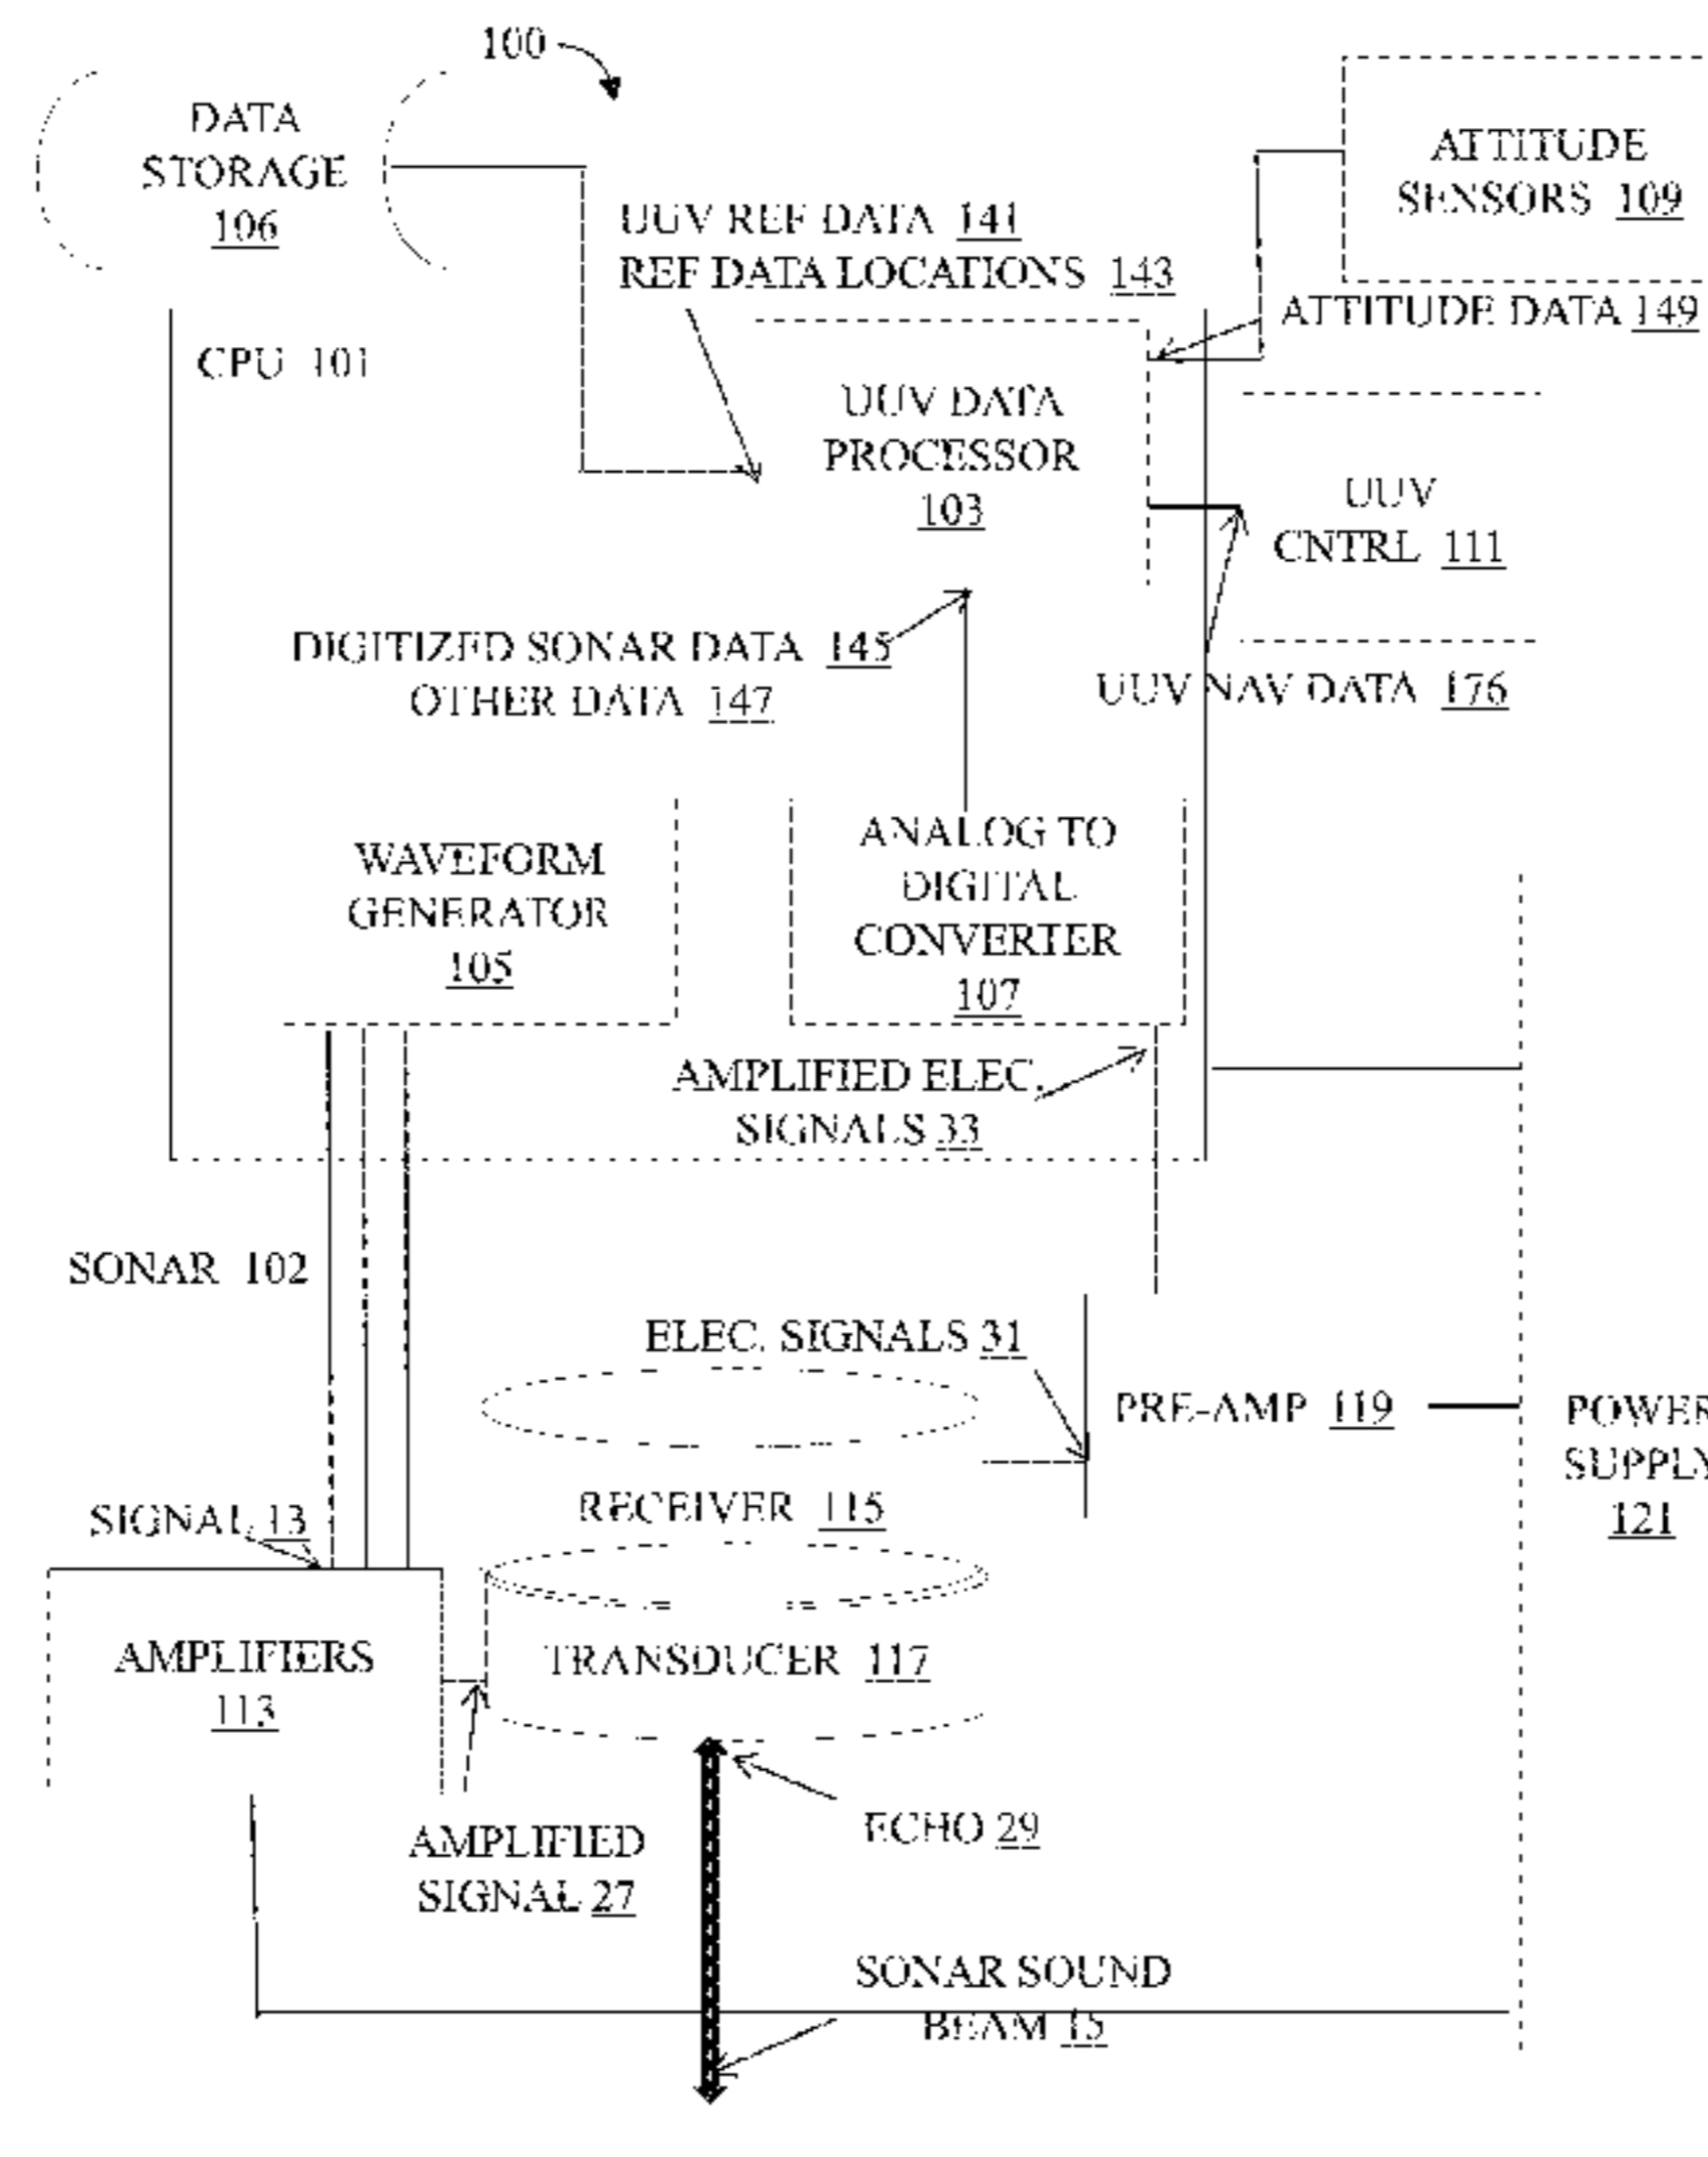 100
DATA
STORAGE
106
ATTITUDE
SENSORS 109
UUV REF DATA 141
REF DATA LOCATIONS 143
ATTITUDE DATA 149
CPU 101
UUV DATA
PROCESSOR
103
UUV
CNTRL 111
DIGITIZED SONAR DATA 145
OTHER DATA 147
UUV NAV DATA 176
WAVEFORM
GENERATOR
105
ANALOG TO
DIGITAL
CONVERTER
107
AMPLIFIED ELEC.
SIGNALS 33
SONAR 102
ELEC. SIGNALS 31
PRE-AMP 119
POWER
SUPPLY
121
RECEIVER 115
SIGNAL 13
AMPLIFIERS
113
TRANSDUCER 117
AMPLIFIED
SIGNAL 27
ECHO 29
SONAR SOUND
BEAM 15